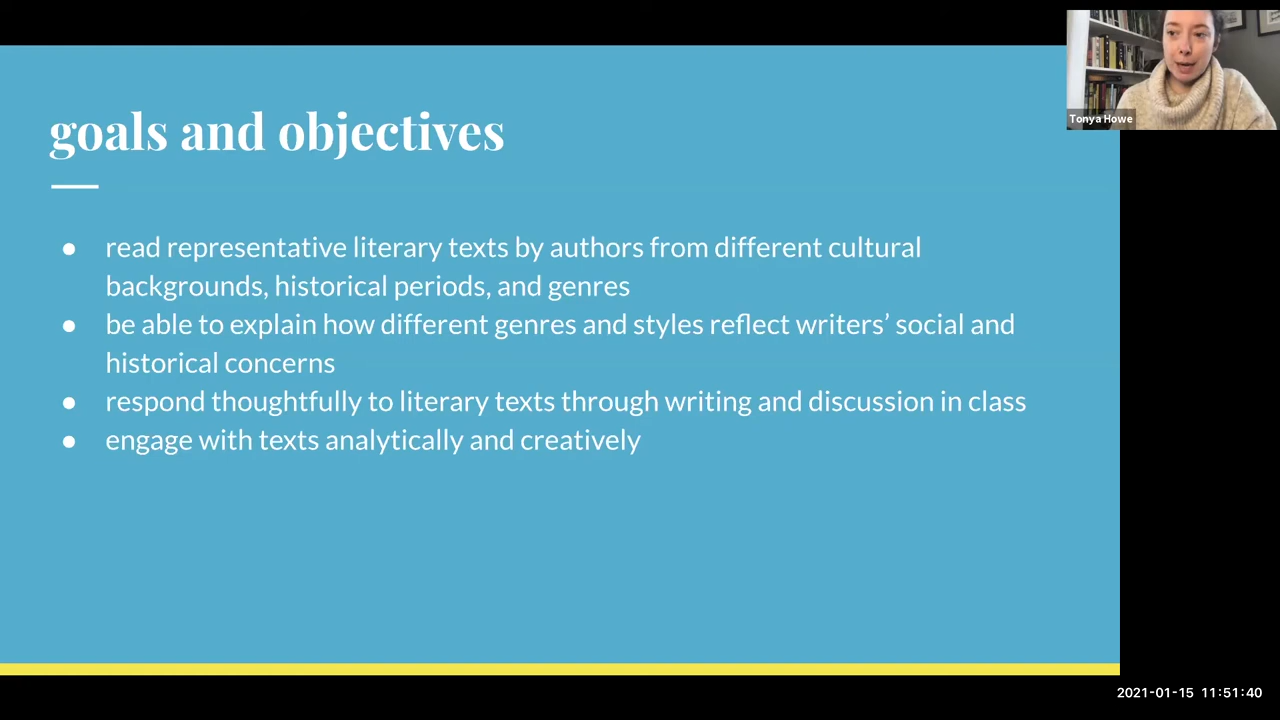 Tonya Howe
goals and objectives
● read representative literary texts by authors from different cultural
backgrounds, historical periods, and genres
● be able to explain how different genres and styles reflect writers’ social and
historical concerns
● respond thoughtfully to literary texts through writing and discussion in class
● engage with texts analytically and creatively
2021-01-15 11:51:40